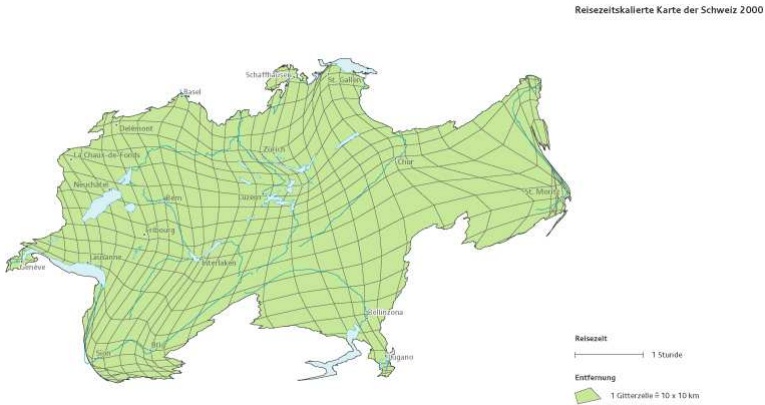 Reisezeitskalierte Karte der Schweiz 2000
Schaffhausen
St. Gallen
Basel
Delémont
Zürich
La Chaux-de-Fonds
Chur
Neuchâtel
Bern
Luzern
St. Moritz
Fribourg
Lausanne
Interlaken
Genève
Bellinzona
Brig
Sion
Lugano
Reisezeit
1 Stunde
Entfernung
1 Gitterzelle ≙ 10 x 10 km